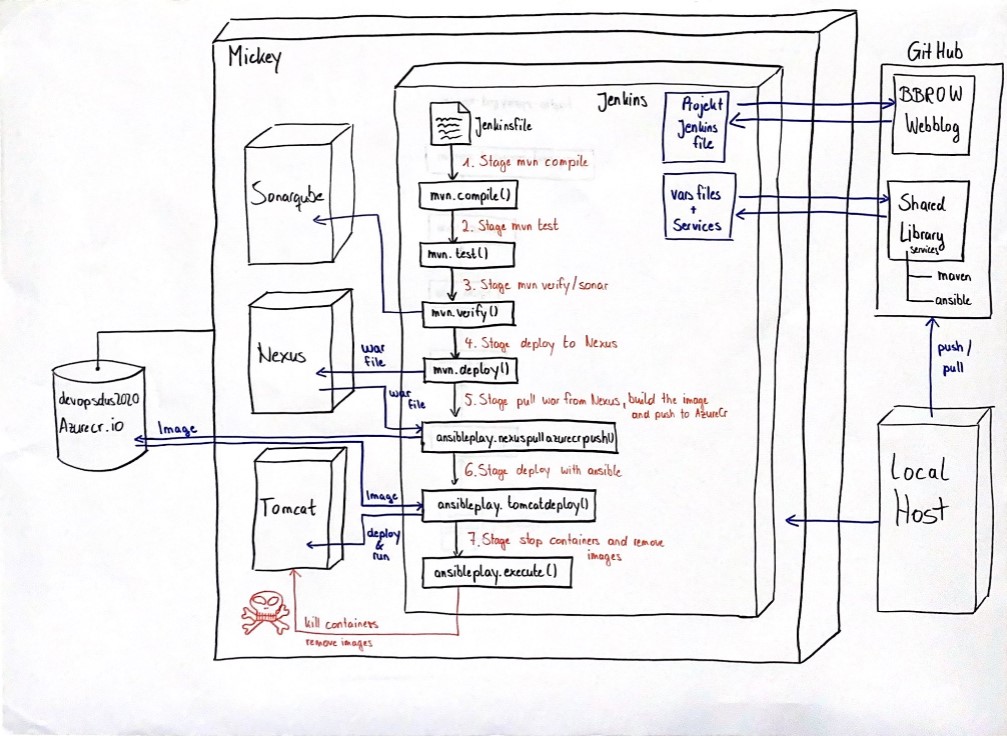 Mickey
GitHub
BBROW
Webblog
Shared
Library
services
maven
ansible
push/
pull
Local
Host
Jenkins
Projekt
Jenkins
file
vars files
+
Services
Jenkinsfile
1. Stage mvn compile
mvn.compile()
2. Stage mvn test
mvn.test()
3. Stage mvn verify/sonar
mvn.verify()
4. Stage deploy to Nexus
mvn.deploy()
5. Stage pull war from Nexus, build the image
and push to AzureCr
ansibleplay.nexuspullazurecrpush()
6. Stage deploy with ansible
ansibleplay.tomcatdeploy()
7. Stage stop containers and remove
images
ansibleplay.execute()
Sonarqube
Nexus
war
file
war
file
devopsdus2020
Azurecr.io
Image
Image
Tomcat
deploy
&
run
kill containers
remove images